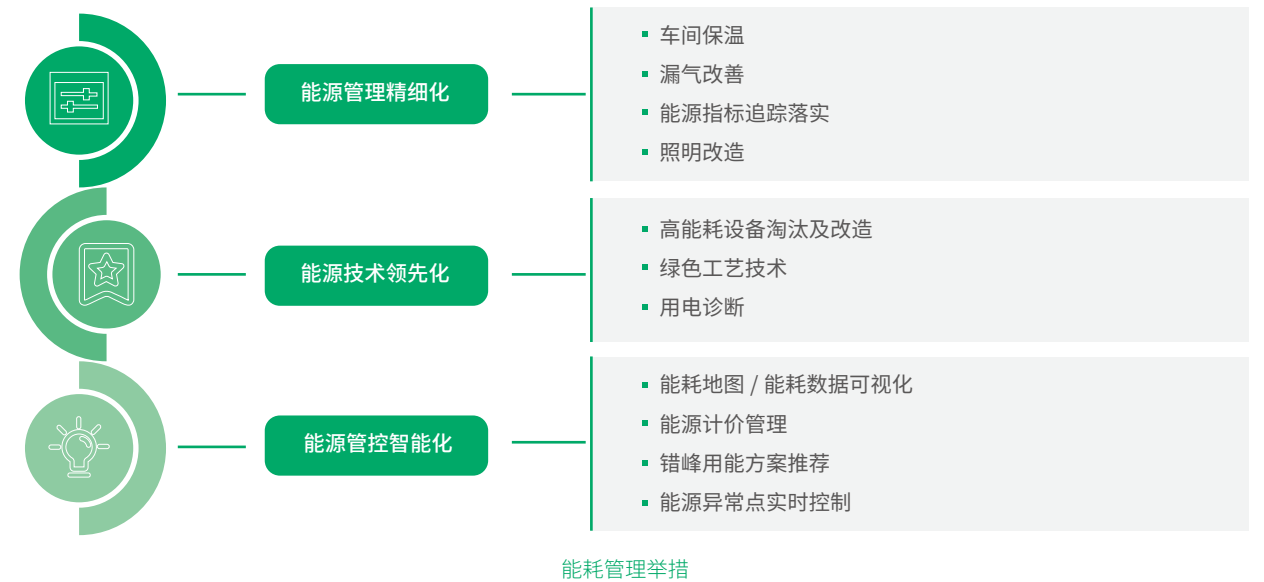 能源管理精细化
车间保温
漏气改善
能源指标追踪落实
照明改造
能源技术领先化
高能耗设备淘汰及改造
绿色工艺技术
用电诊断
能源管控智能化
能耗地图 / 能耗数据可视化
能源计价管理
错峰用能方案推荐
能源异常点实时控制
能耗管理举措